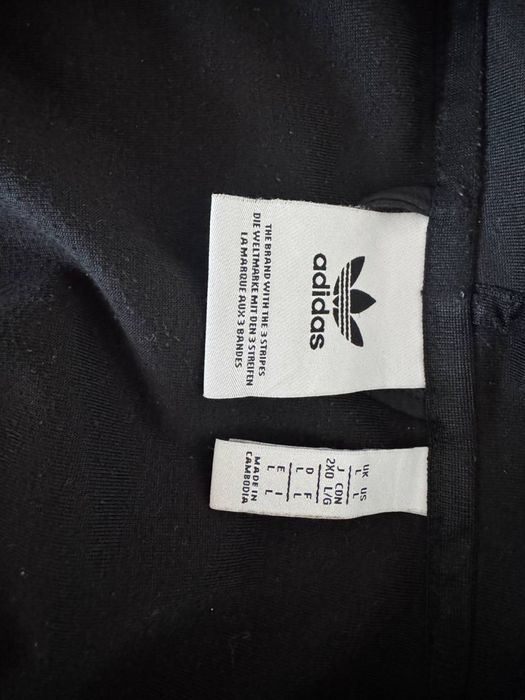 adidas
THE BRAND WITH THE 3 STRIPES
DIE WELTMARKE MIT DEN 3 STREIFEN
LA MARQUE AUX 3 BANDES
UK US
L L
J CDN
2XO L/G
D F
L L
E I
L L
MADE IN
CAMBODIA